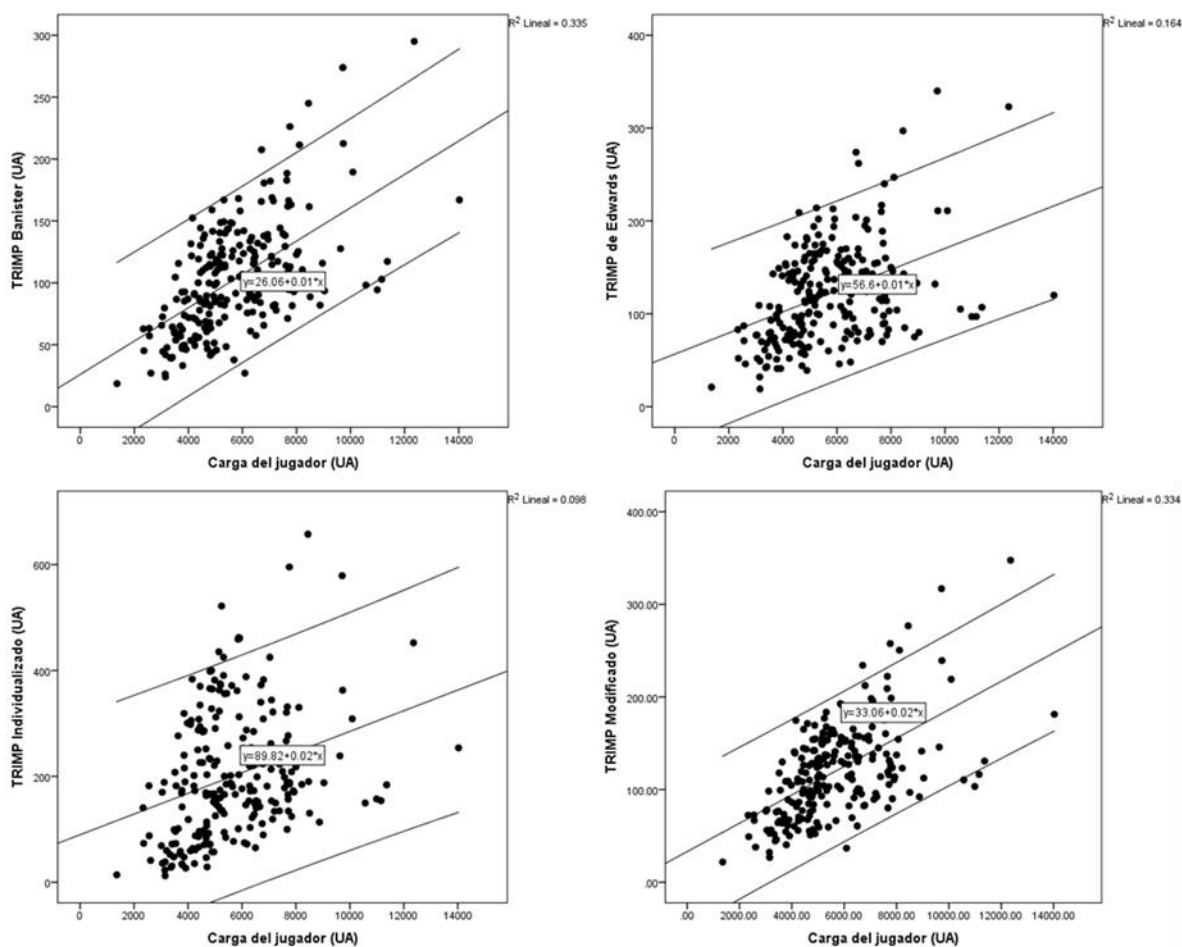 R² Lineal = 0.335
300
250
200
150
100
50
0
TRIMP Banister (UA)
y=26.06+0.01*x
0 2000 4000 6000 8000 10000 12000 14000
Carga del jugador (UA)
R² Lineal = 0.164
400
300
200
100
0
TRIMP de Edwards (UA)
y=56.6+0.01*x
0 2000 4000 6000 8000 10000 12000 14000
Carga del jugador (UA)
R² Lineal = 0.098
600
400
200
0
TRIMP Individualizado (UA)
y=89.82+0.02*x
0 2000 4000 6000 8000 10000 12000 14000
Carga del jugador (UA)
R² Lineal = 0.334
400.00
300.00
200.00
100.00
.00
TRIMP Modificado (UA)
y=33.06+0.02*x
.00 2000.00 4000.00 6000.00 8000.00 10000.00 12000.00 14000.00
Carga del jugador (UA)